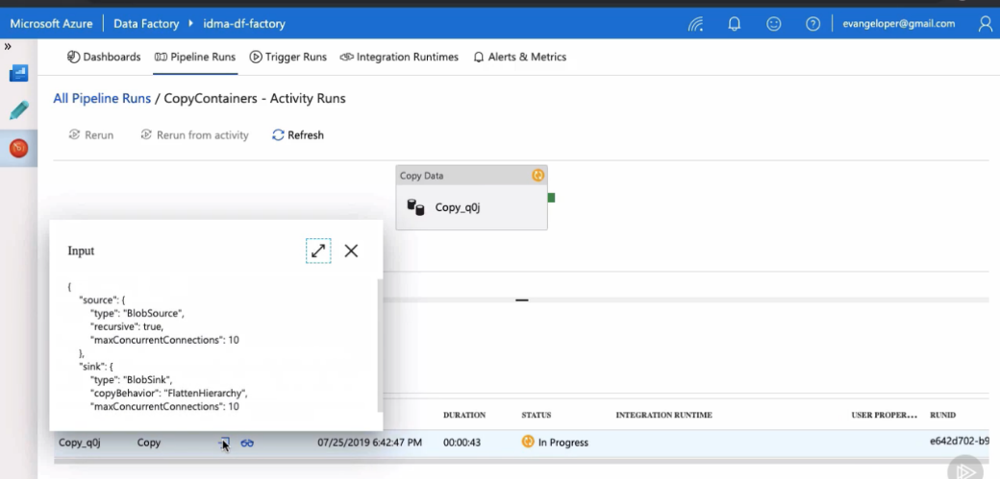 Microsoft Azure Data Factory idma-df-factory evangeloper@gmail.com
»
Dashboards Pipeline Runs Trigger Runs Integration Runtimes Alerts & Metrics
All Pipeline Runs / CopyContainers - Activity Runs
Rerun Rerun from activity Refresh
Copy Data
Copy_q0j
Input
{
"source": {
"type": "BlobSource",
"recursive": true,
"maxConcurrentConnections": 10
},
"sink": {
"type": "BlobSink",
"copyBehavior": "FlattenHierarchy",
"maxConcurrentConnections": 10
DURATION STATUS INTEGRATION RUNTIME USER PROPER... RUNID
Copy_q0j Copy 07/25/2019 6:42:47 PM 00:00:43 In Progress e642d702-b9